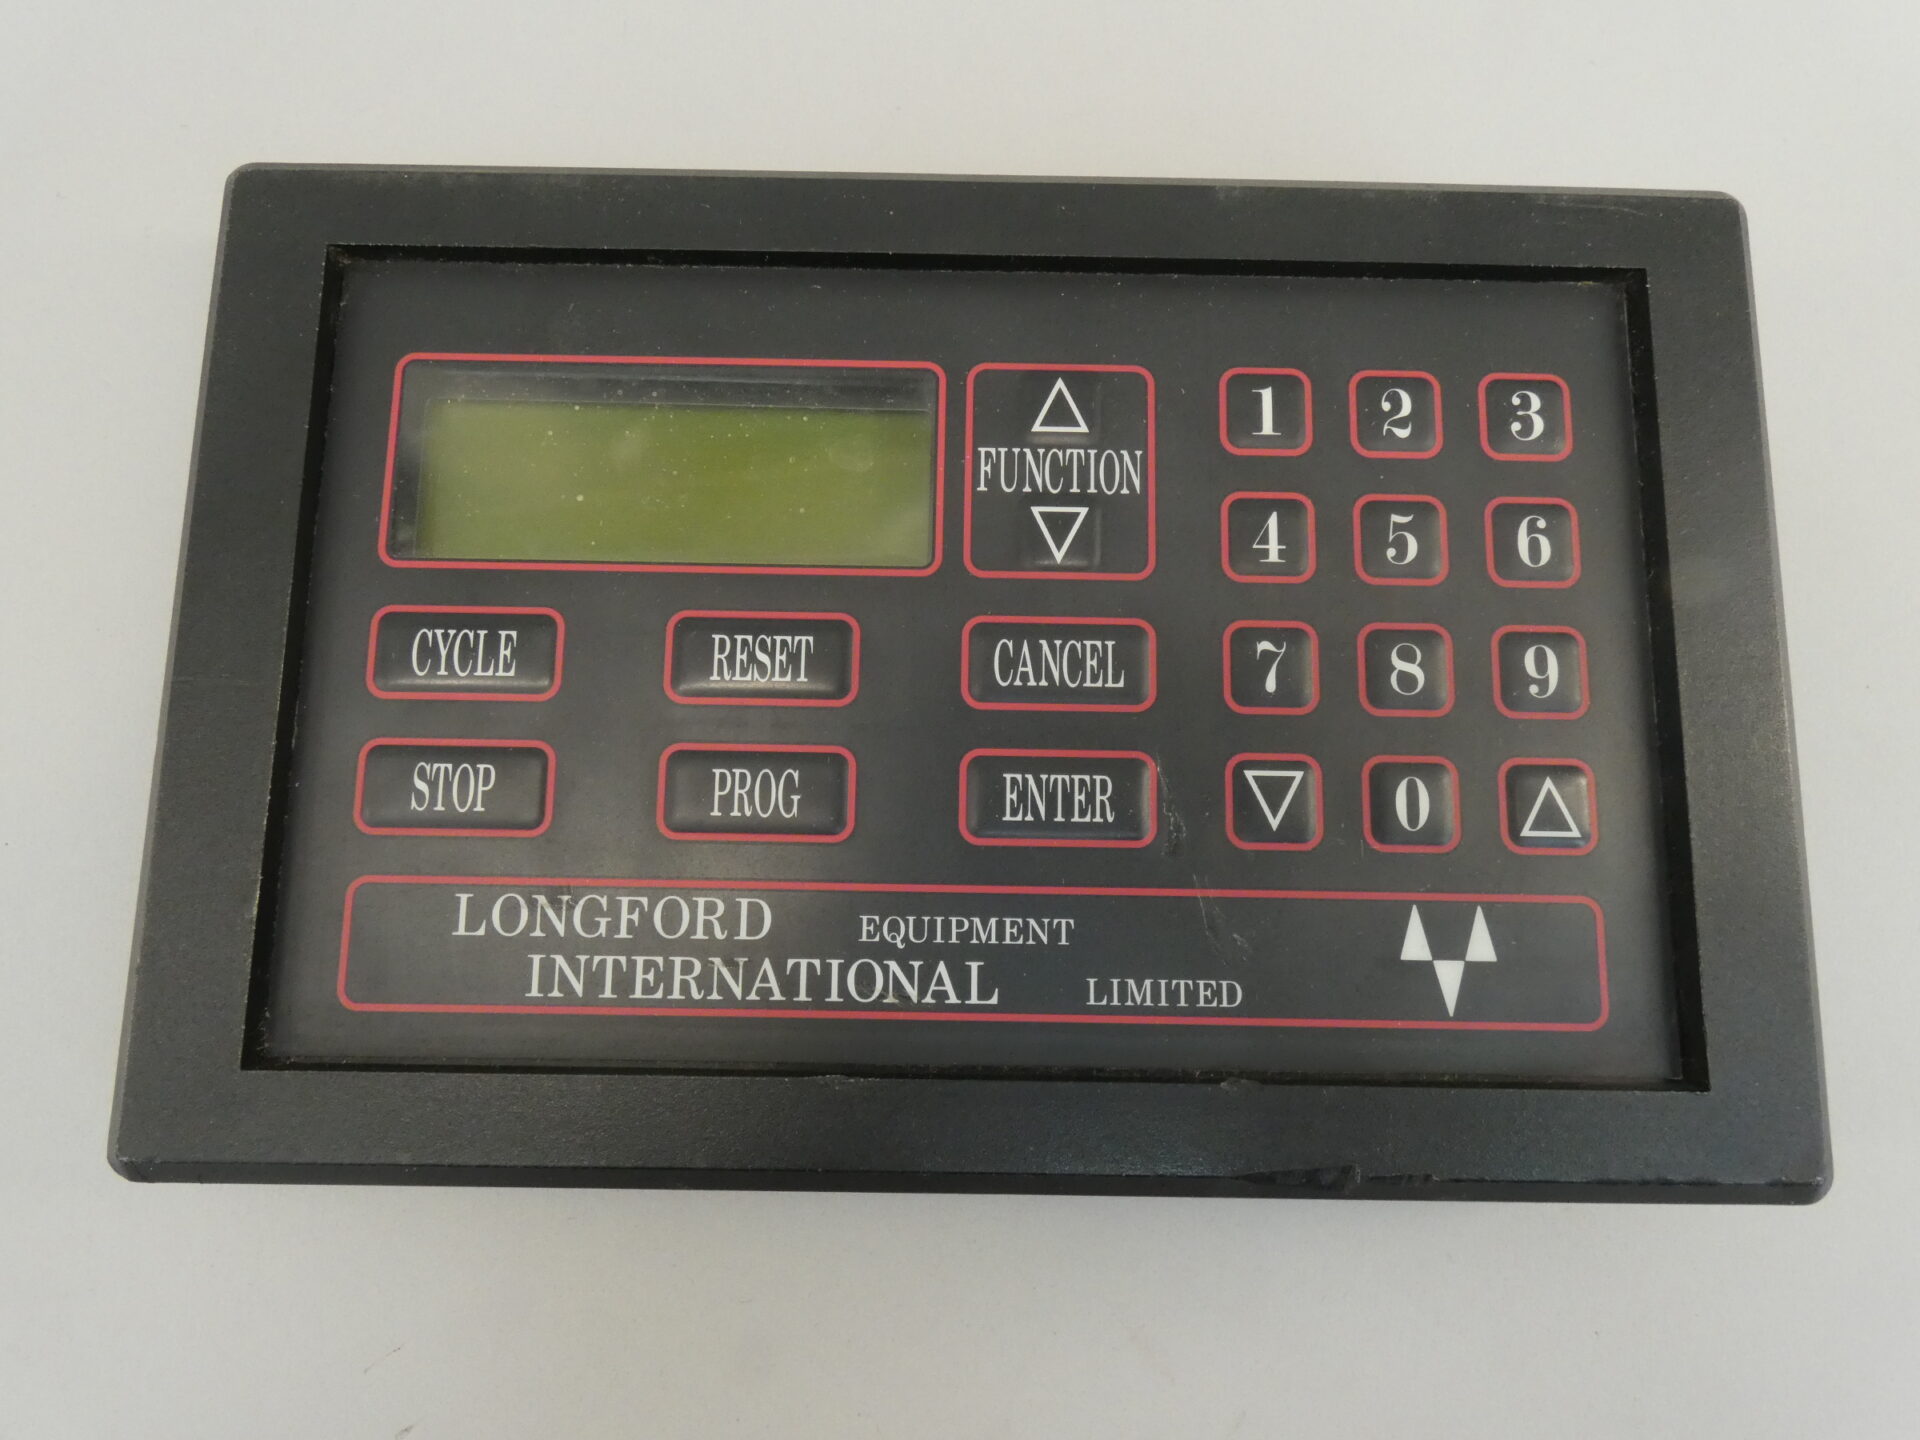 FUNCTION
1 2 3
4 5 6
CYCLE RESET CANCEL 7 8 9
STOP PROG ENTER 0
LONGFORD EQUIPMENT
INTERNATIONAL LIMITED